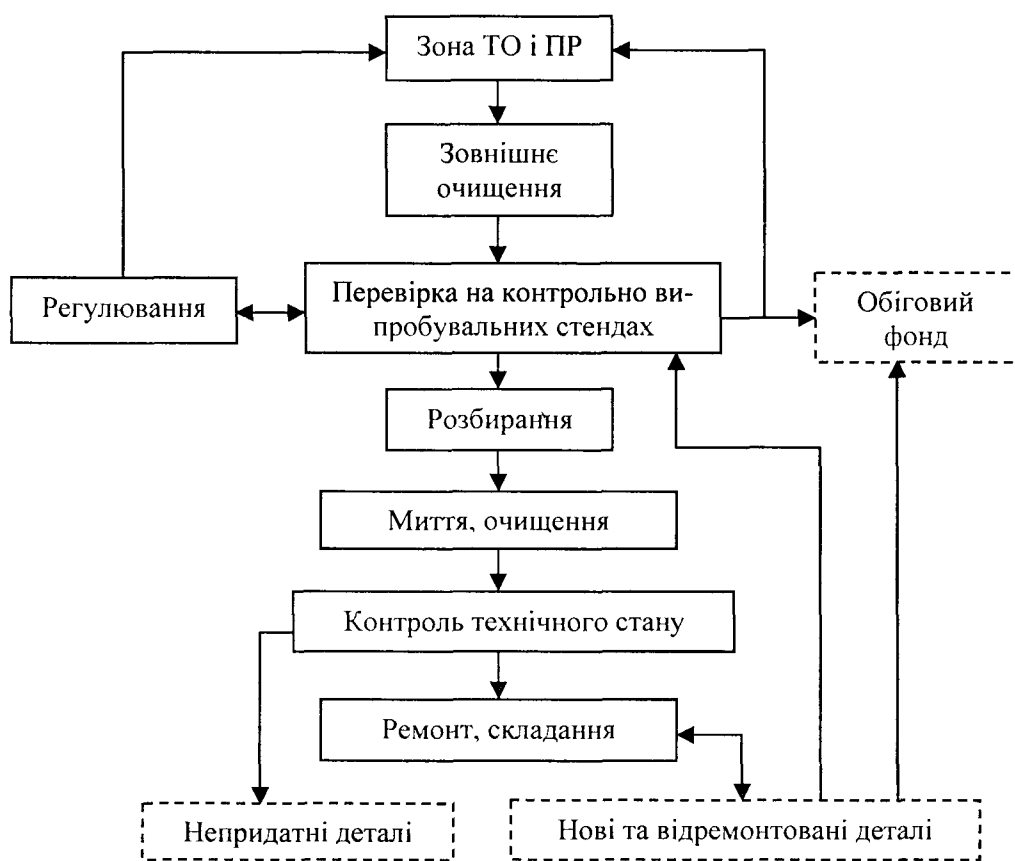 Зона ТО і ПР
Зовнішнє
очищення
Регулювання
Перевірка на контрольно ви-
пробувальних стендах
Обіговий
фонд
Розбирання
Миття, очищення
Контроль технічного стану
Ремонт, складання
Непридатні деталі
Нові та відремонтовані деталі